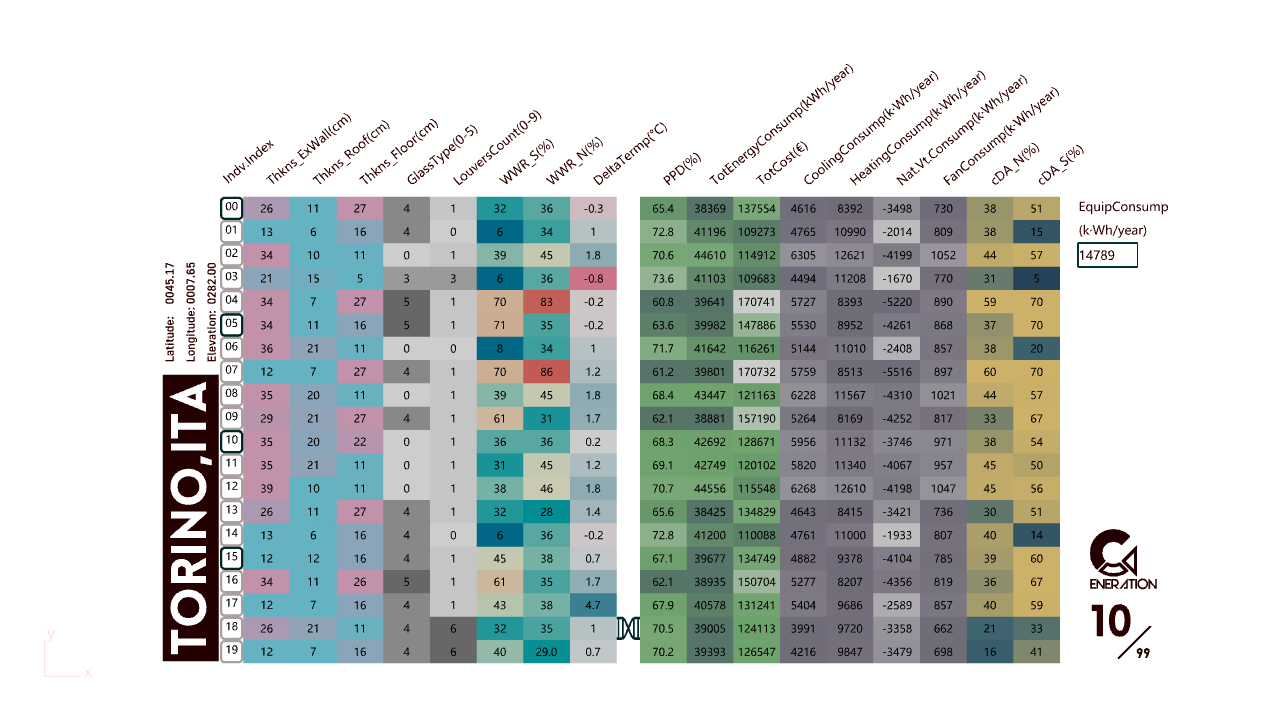 Indv.Index Thkns_ExWall(cm) Thkns_Roof(cm) Thkns_Floor(cm) GlassType(0-5) LouversCount(0-9) WWR_S(%) WWR_N(%) DeltaTermp(°C) PPD(%) TotEnergyConsump(kWh/year) TotCost(€) CoolingConsump(k·Wh/year) HeatingConsump(k·Wh/year) Nat.Vt.Consump(k·Wh/year) FanConsump(k·Wh/year) cDA_N(%) cDA_S(%)
00 26 11 27 4 1 32 36 -0.3 65.4 38369 137554 4616 8392 -3498 730 38 51
01 13 6 16 4 0 6 34 1 72.8 41196 109273 4765 10990 -2014 809 38 15
02 34 10 11 0 1 39 45 1.8 70.6 44610 114912 6305 12621 -4199 1052 44 57
03 21 15 5 3 3 6 36 -0.8 73.6 41103 109683 4494 11208 -1670 770 31 5
04 34 7 27 5 1 70 83 -0.2 60.8 39641 170741 5727 8393 -5220 890 59 70
05 34 11 16 5 1 71 35 -0.2 63.6 39982 147886 5530 8952 -4261 868 37 70
06 36 21 11 0 0 8 34 1 71.7 41642 116261 5144 11010 -2408 857 38 20
07 12 7 27 4 1 70 86 1.2 61.2 39801 170732 5759 8513 -5516 897 60 70
08 35 20 11 0 1 39 45 1.8 68.4 43447 121163 6228 11567 -4310 1021 44 57
09 29 21 27 4 1 61 31 1.7 62.1 38881 157190 5264 8169 -4252 817 33 67
10 35 20 22 0 1 36 36 0.2 68.3 42692 128671 5956 11132 -3746 971 38 54
11 35 21 11 0 1 31 45 1.2 69.1 42749 120102 5820 11340 -4067 957 45 50
12 39 10 11 0 1 38 46 1.8 70.7 44556 115548 6268 12610 -4198 1047 45 56
13 26 11 27 4 1 32 28 1.4 65.6 38425 134829 4643 8415 -3421 736 30 51
14 13 6 16 4 0 6 36 -0.2 72.8 41200 110088 4761 11000 -1933 807 40 14
15 12 12 16 4 1 45 38 0.7 67.1 39677 134749 4882 9378 -4104 785 39 60
16 34 11 26 5 1 61 35 1.7 62.1 38935 150704 5277 8207 -4356 819 36 67
17 12 7 16 4 1 43 38 4.7 67.9 40578 131241 5404 9686 -2589 857 40 59
18 26 21 11 4 6 32 35 1 70.5 39005 124113 3991 9720 -3358 662 21 33
19 12 7 16 4 6 40 29.0 0.7 70.2 39393 126547 4216 9847 -3479 698 16 41
Latitude: 0045.17
Longitude: 0007.65
Elevation: 0282.00
TORINO,ITA
EquipConsump
(k·Wh/year)
14789
ENERATION
10/99
y
x